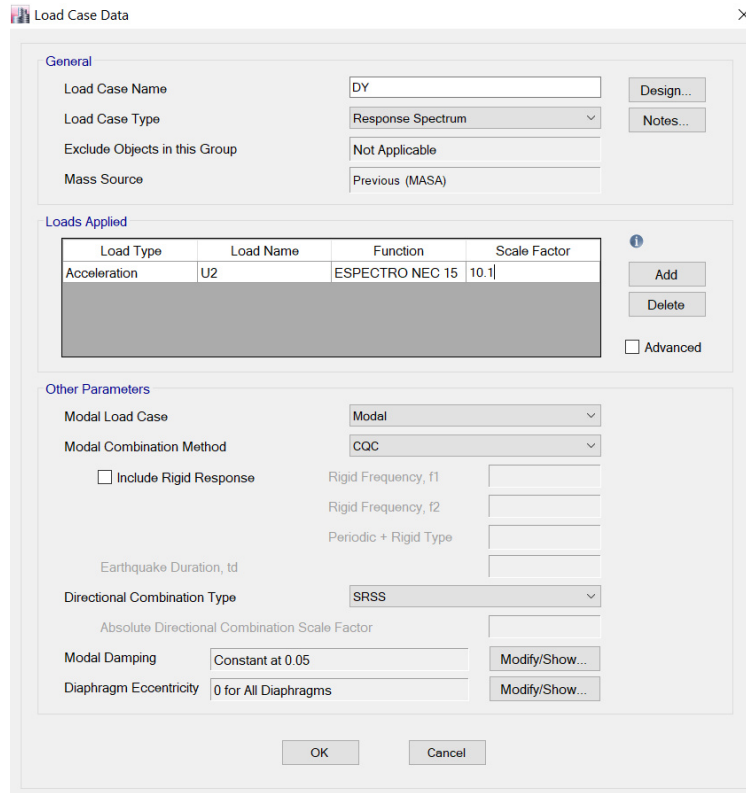 Load Case Data
General
Load Case Name DY Design...
Load Case Type Response Spectrum Notes...
Exclude Objects in this Group Not Applicable
Mass Source Previous (MASA)
Loads Applied
Load Type Load Name Function Scale Factor
Acceleration U2 ESPECTRO NEC 15 10.1
Add
Delete
Advanced
Other Parameters
Modal Load Case Modal
Modal Combination Method CQC
Include Rigid Response Rigid Frequency, f1
Rigid Frequency, f2
Periodic + Rigid Type
Earthquake Duration, td
Directional Combination Type SRSS
Absolute Directional Combination Scale Factor
Modal Damping Constant at 0.05 Modify/Show...
Diaphragm Eccentricity 0 for All Diaphragms Modify/Show...
OK Cancel